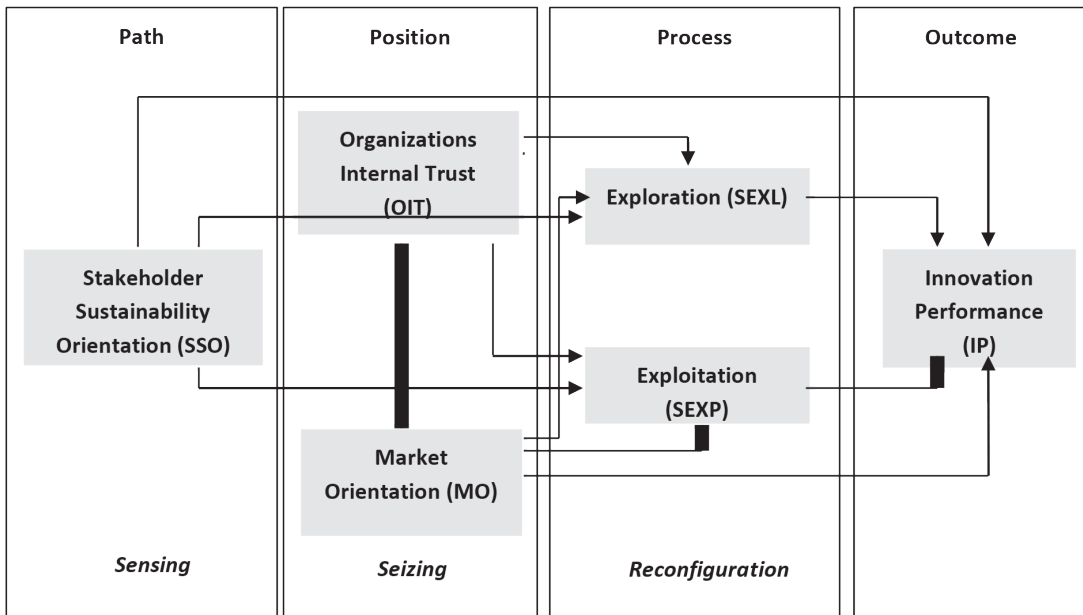 Path
Position
Process
Outcome
Organizations
Internal Trust
(OIT)
Exploration (SEXL)
Stakeholder
Sustainability
Orientation (SSO)
Innovation
Performance
(IP)
Exploitation
(SEXP)
Market
Orientation (MO)
Sensing
Seizing
Reconfiguration